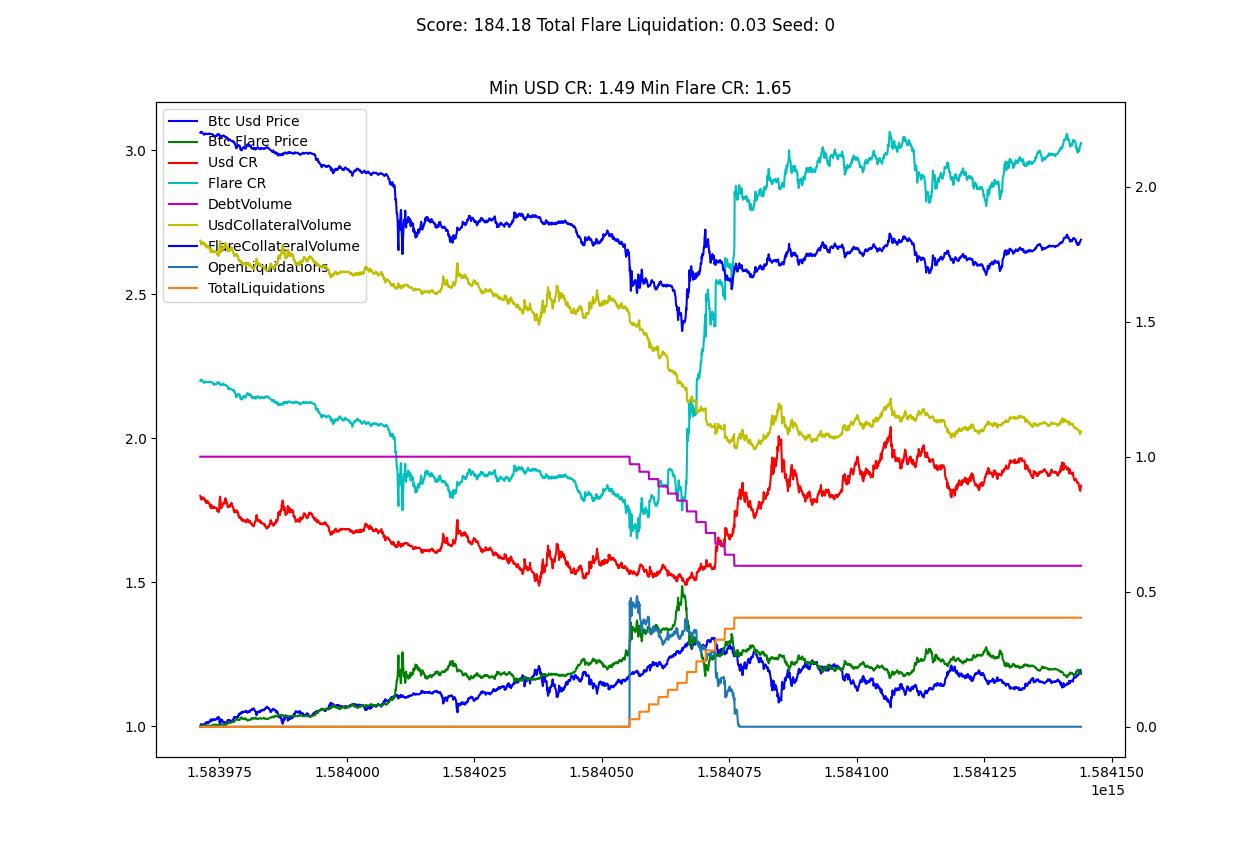 Score: 184.18 Total Flare Liquidation: 0.03 Seed: 0
Min USD CR: 1.49 Min Flare CR: 1.65
Btc Usd Price
Btc Flare Price
Usd CR
Flare CR
DebtVolume
UsdCollateralVolume
FlareCollateralVolume
OpenLiquidations
TotalLiquidations
3.0
2.5
2.0
1.5
1.0
2.0
1.5
1.0
0.5
0.0
1.583975 1.584000 1.584025 1.584050 1.584075 1.584100 1.584125 1.584150
1e15